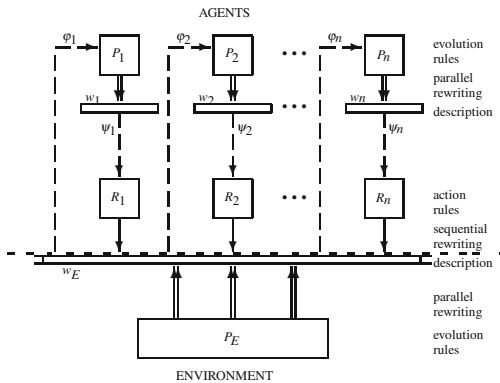 AGENTS
φ1 φ2 φn
P1 P2 ••• Pn
evolution
rules
parallel
rewriting
w1 w2 ••• wn
description
ψ1 ψ2 ψn
R1 R2 ••• Rn
action
rules
sequential
rewriting
wE
description
parallel
rewriting
PE
evolution
rules
ENVIRONMENT